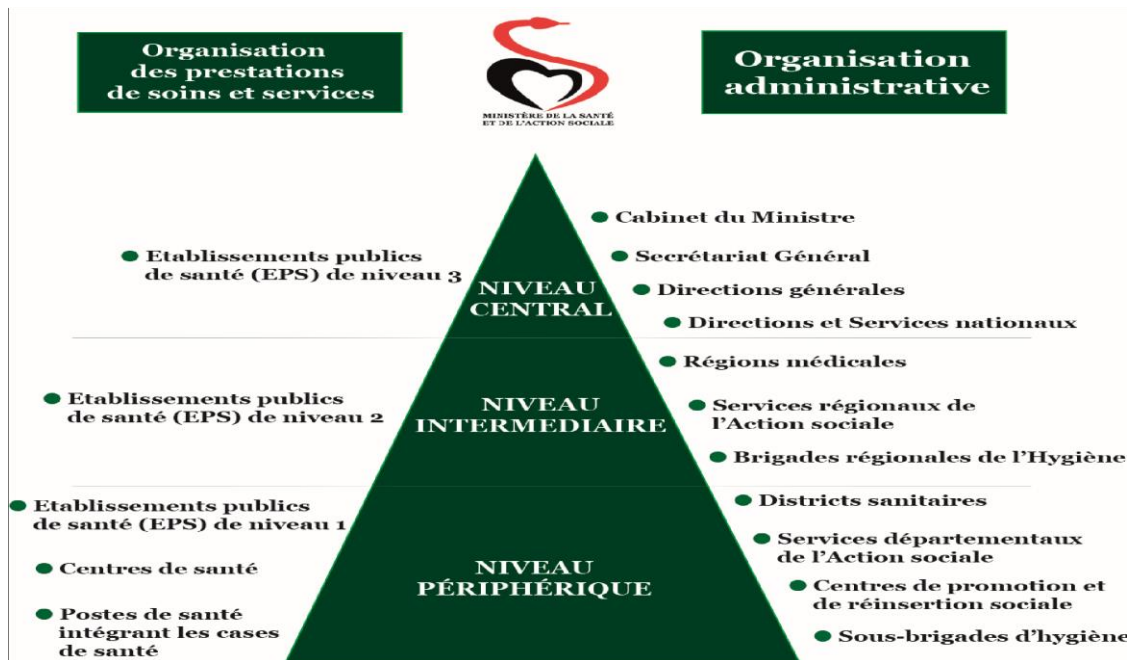 Organisation
des prestations
de soins et services
MINISTÈRE DE LA SANTÉ
ET DE L'ACTION SOCIALE
Organisation
administrative
Etablissements publics
de santé (EPS) de niveau 3
NIVEAU
CENTRAL
Cabinet du Ministre
Secrétariat Général
Directions générales
Directions et Services nationaux
Etablissements publics
de santé (EPS) de niveau 2
NIVEAU
INTERMEDIAIRE
Régions médicales
Services régionaux de
l'Action sociale
Brigades régionales de l'Hygiène
Etablissements publics
de santé (EPS) de niveau 1
Centres de santé
Postes de santé
intégrant les cases
de santé
NIVEAU
PÉRIPHÉRIQUE
Districts sanitaires
Services départementaux
de l'Action sociale
Centres de promotion et
de réinsertion sociale
Sous-brigades d'hygiène